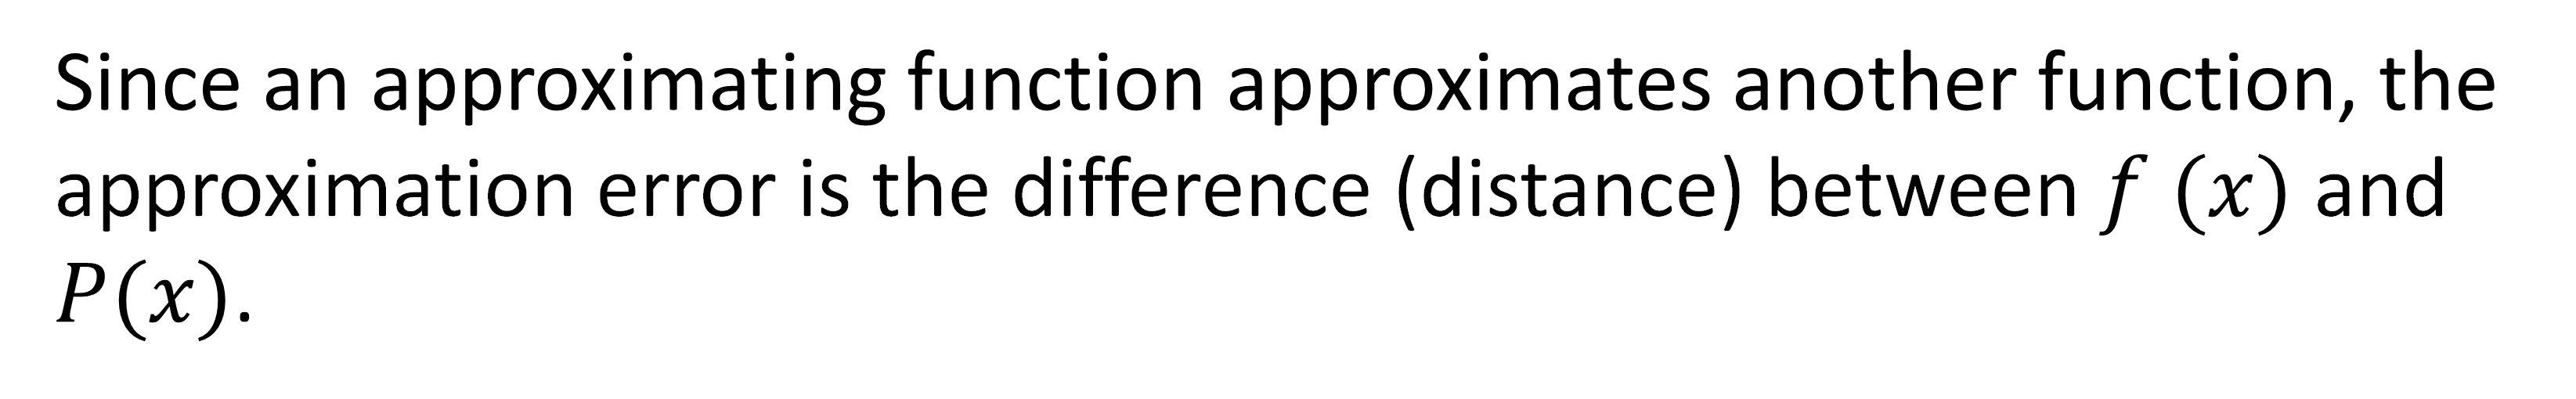 Since an approximating function approximates another function, the
approximation error is the difference (distance) between f (x) and
P(x).